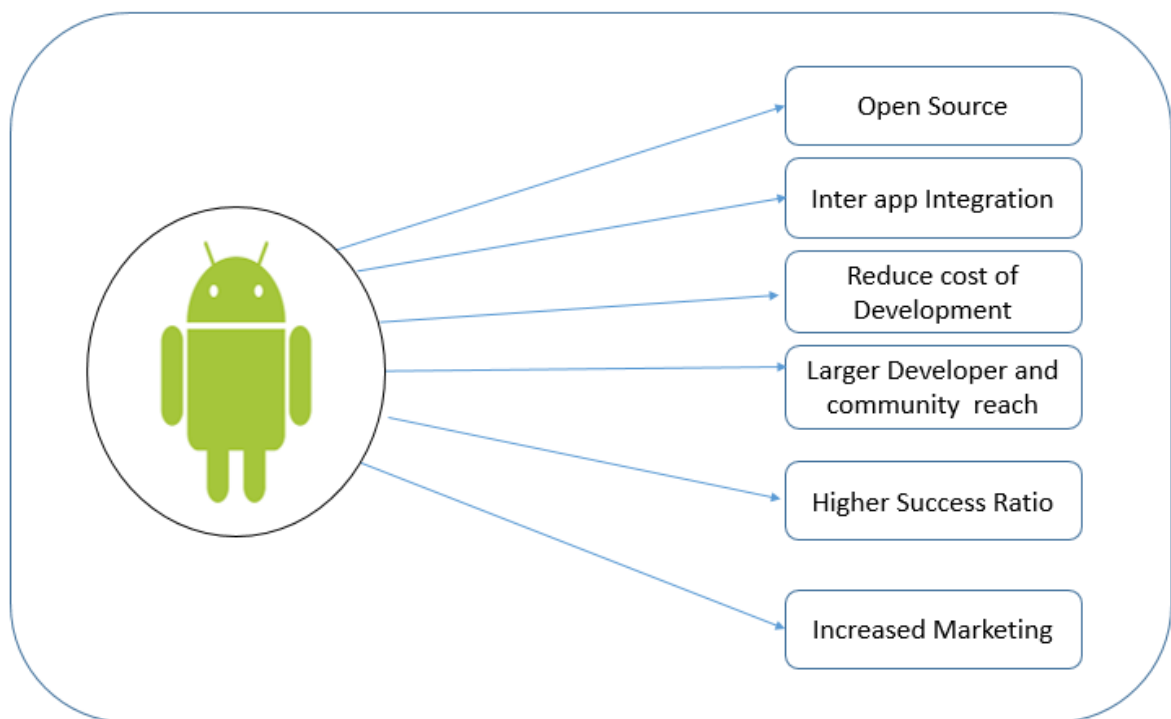 Open Source
Inter app Integration
Reduce cost of
Development
Larger Developer and
community reach
Higher Success Ratio
Increased Marketing